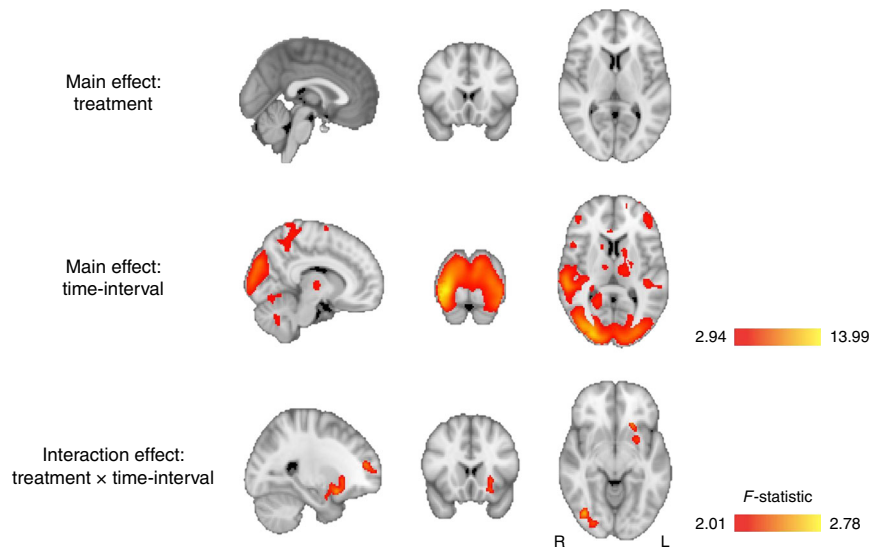 Main effect:
treatment
Main effect:
time-interval
2.94 13.99
Interaction effect:
treatment × time-interval
F-statistic
2.01 2.78
R L